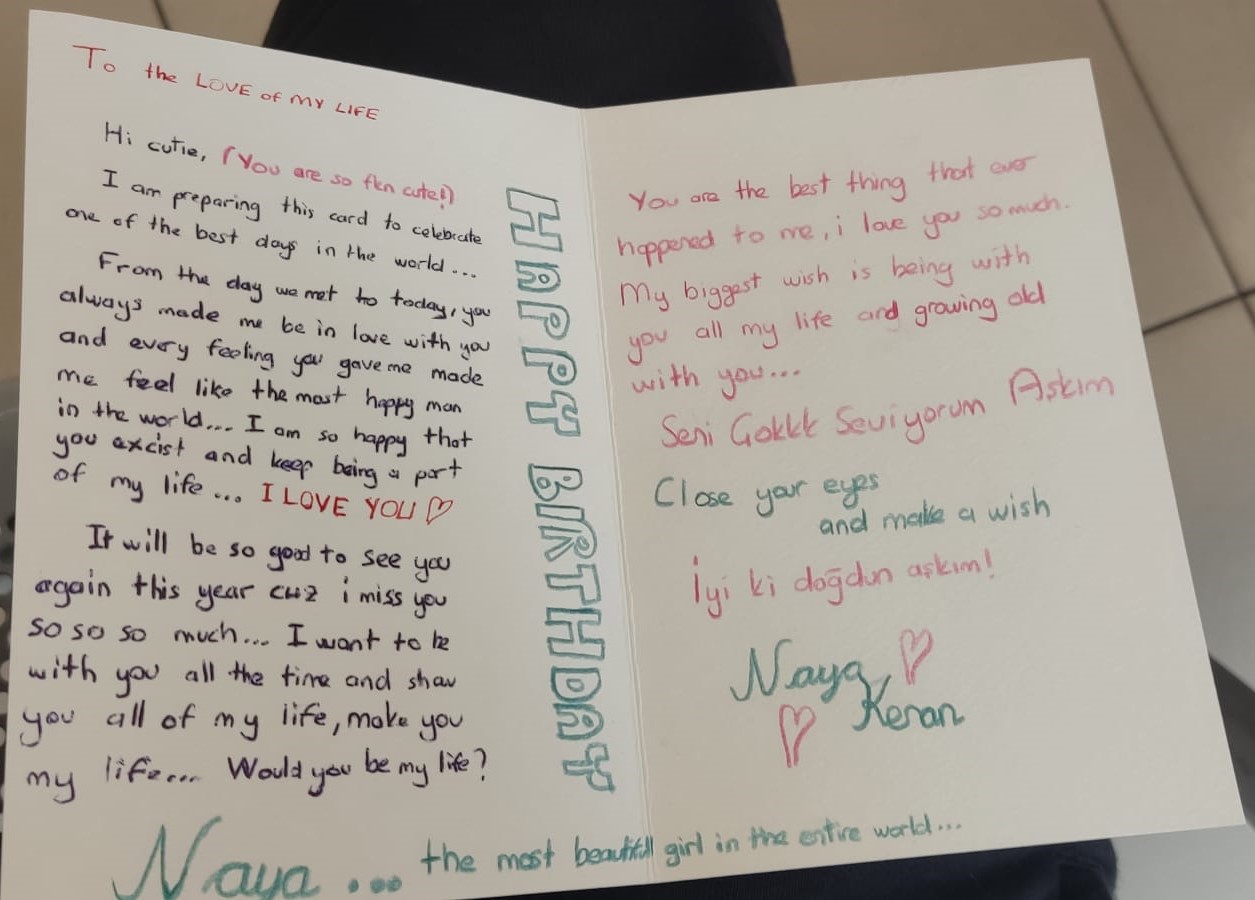 To the LOVE of MY LIFE
Hi cutie, (You are so fkn cute!)
I am preparing this card to celebrate
one of the best days in the world...
From the day we met to today, you
always made me be in love with you
and every feeling you gave me made
me feel like the most happy man
in the world... I am so happy that
you excist and keep being a part
of my life... I LOVE YOU
It will be so good to see you
again this year cuz i miss you
so so so much... I want to be
with you all the time and show
you all of my life, make you
my life... Would you be my life?
Naya... the most beautifull girl in the entire world...
HAPPY BIRTHDAY
You are the best thing that ever
happened to me, i love you so much.
My biggest wish is being with
you all my life and growing old
with you...
Seni Çokkk Seviyorum Aşkım
Close your eyes
and make a wish
İyi ki doğdun aşkım!
Naya
Kenan